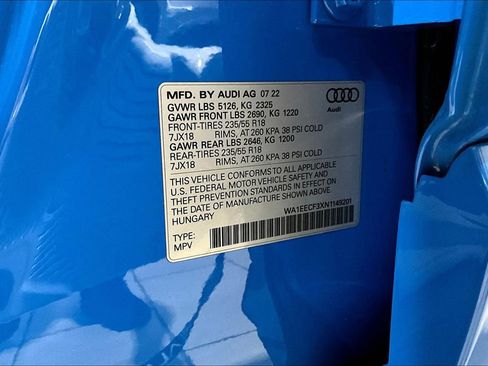 MFD. BY AUDI AG 07 22
GVWR LBS 5126, KG 2325
GAWR FRONT LBS 2690, KG 1220
FRONT-TIRES 235/55 R18
7JX18 RIMS, AT 260 KPA 38 PSI COLD
GAWR REAR LBS 2646, KG 1200
REAR-TIRES 235/55 R18
7JX18 RIMS, AT 260 KPA 38 PSI COLD
THIS VEHICLE CONFORMS TO ALL APPLICABLE
U.S. FEDERAL MOTOR VEHICLE SAFETY AND
THEFT PREVENTION STANDARDS IN EFFECT ON
THE DATE OF MANUFACTURE SHOWN ABOVE.
HUNGARY
WA1EECF3XN1149201
TYPE:
MPV
Audi